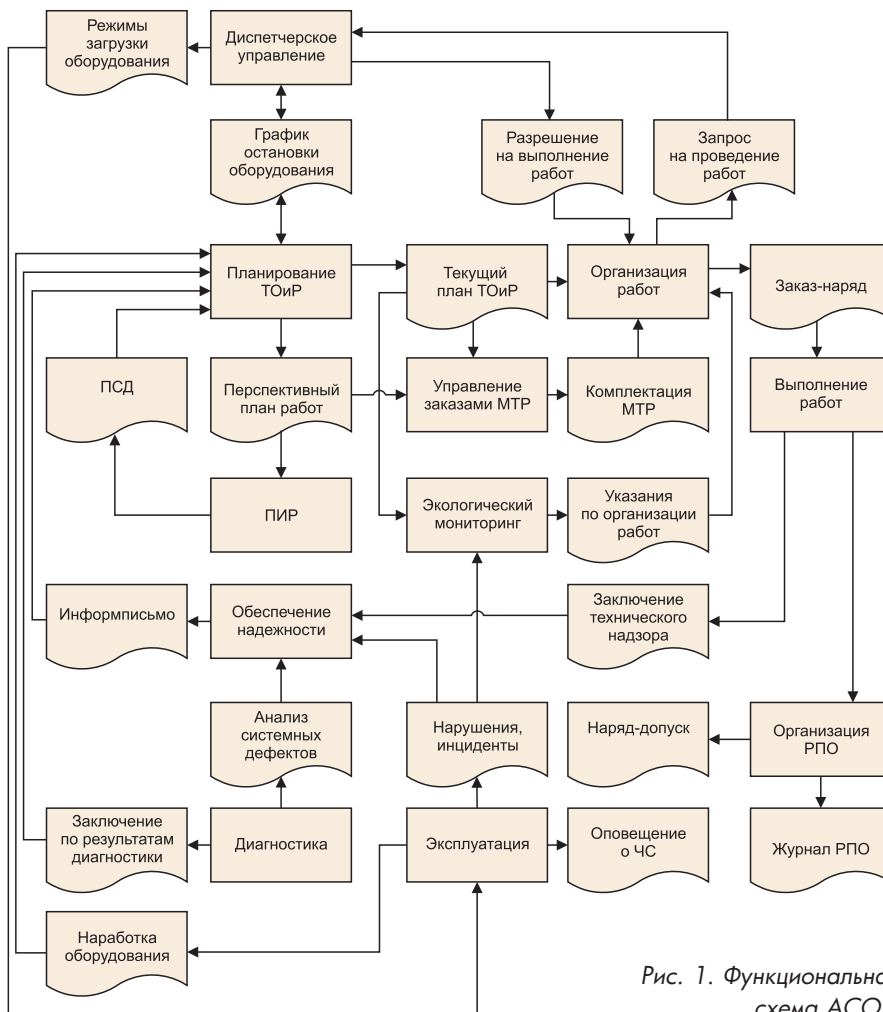 Режимы
загрузки
оборудования
Диспетчерское
управление
График
остановки
оборудования
Разрешение
на выполнение
работ
Запрос
на проведение
работ
Планирование
ТОиР
Текущий
план ТОиР
Организация
работ
Заказ-наряд
ПСД
Перспективный
план работ
Управление
заказами МТР
Комплектация
МТР
Выполнение
работ
ПИР
Экологический
мониторинг
Указания
по организации
работ
Информписьмо
Обеспечение
надежности
Заключение
технического
надзора
Анализ
системных
дефектов
Нарушения,
инциденты
Наряд-допуск
Организация
РПО
Заключение
по результатам
диагностики
Диагностика
Эксплуатация
Оповещение
о ЧС
Журнал РПО
Наработка
оборудования
Рис. 1. Функциональна
схема АСО